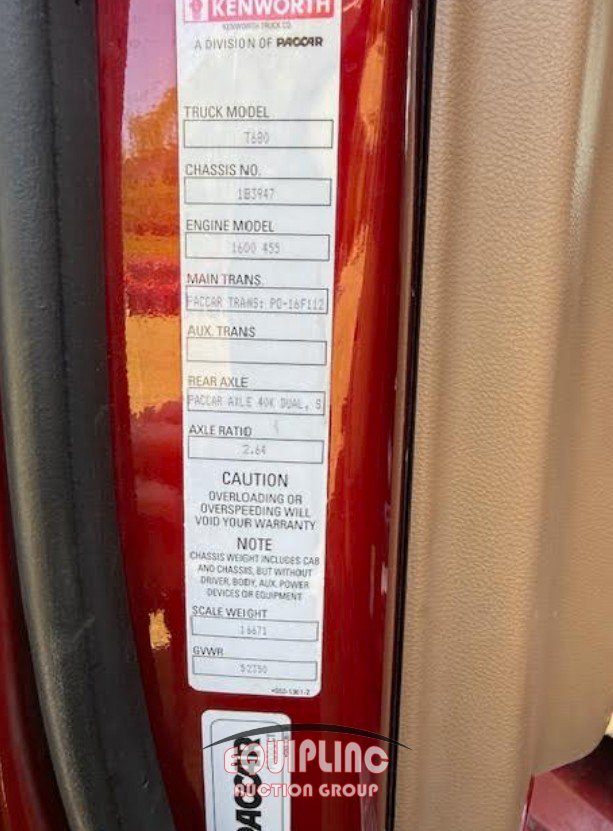 KENWORTH
KENWORTH TRUCK CO.
A DIVISION OF PACCAR
TRUCK MODEL
T680
CHASSIS NO.
1B3947
ENGINE MODEL
1600 455
MAIN TRANS.
PACCAR TRANS: PO-16F112
AUX. TRANS
REAR AXLE
PACCAR AXLE 40K DUAL, S
AXLE RATIO
2.64
CAUTION
OVERLOADING OR
OVERSPEEDING WILL
VOID YOUR WARRANTY
NOTE
CHASSIS WEIGHT INCLUDES CAB
AND CHASSIS, BUT WITHOUT
DRIVER, BODY, AUX. POWER
DEVICES OR EQUIPMENT
SCALE WEIGHT
16671
GVWR
52350
PACCAR
EQUIPLINC
AUCTION GROUP